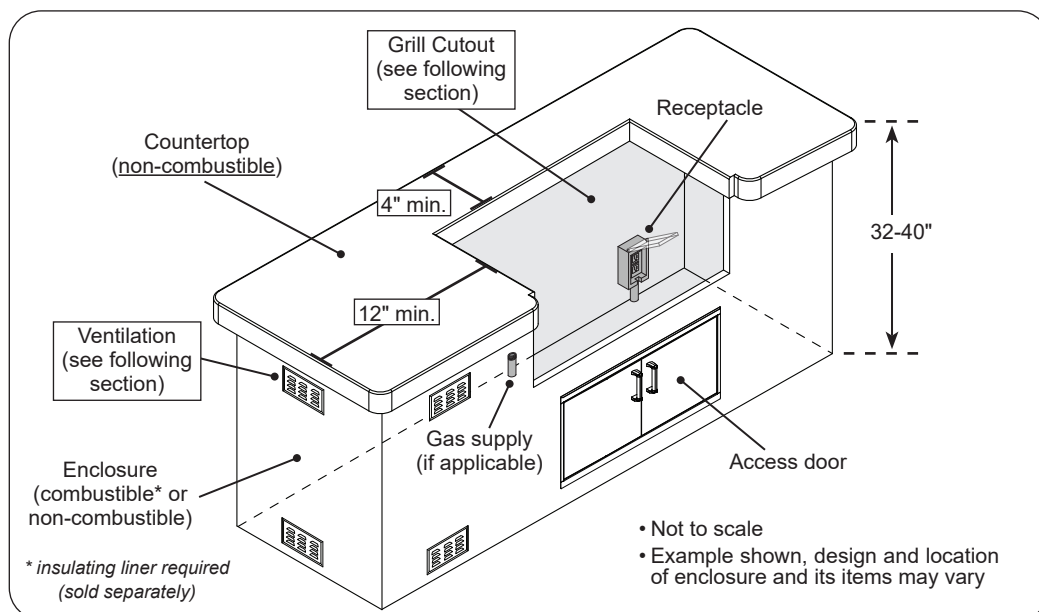 Grill Cutout
(see following
section)
Receptacle
Countertop
(non-combustible)
4" min.
32-40"
12" min.
Ventilation
(see following
section)
Gas supply
(if applicable)
Access door
Enclosure
(combustible* or
non-combustible)
* insulating liner required
(sold separately)
• Not to scale
• Example shown, design and location
of enclosure and its items may vary